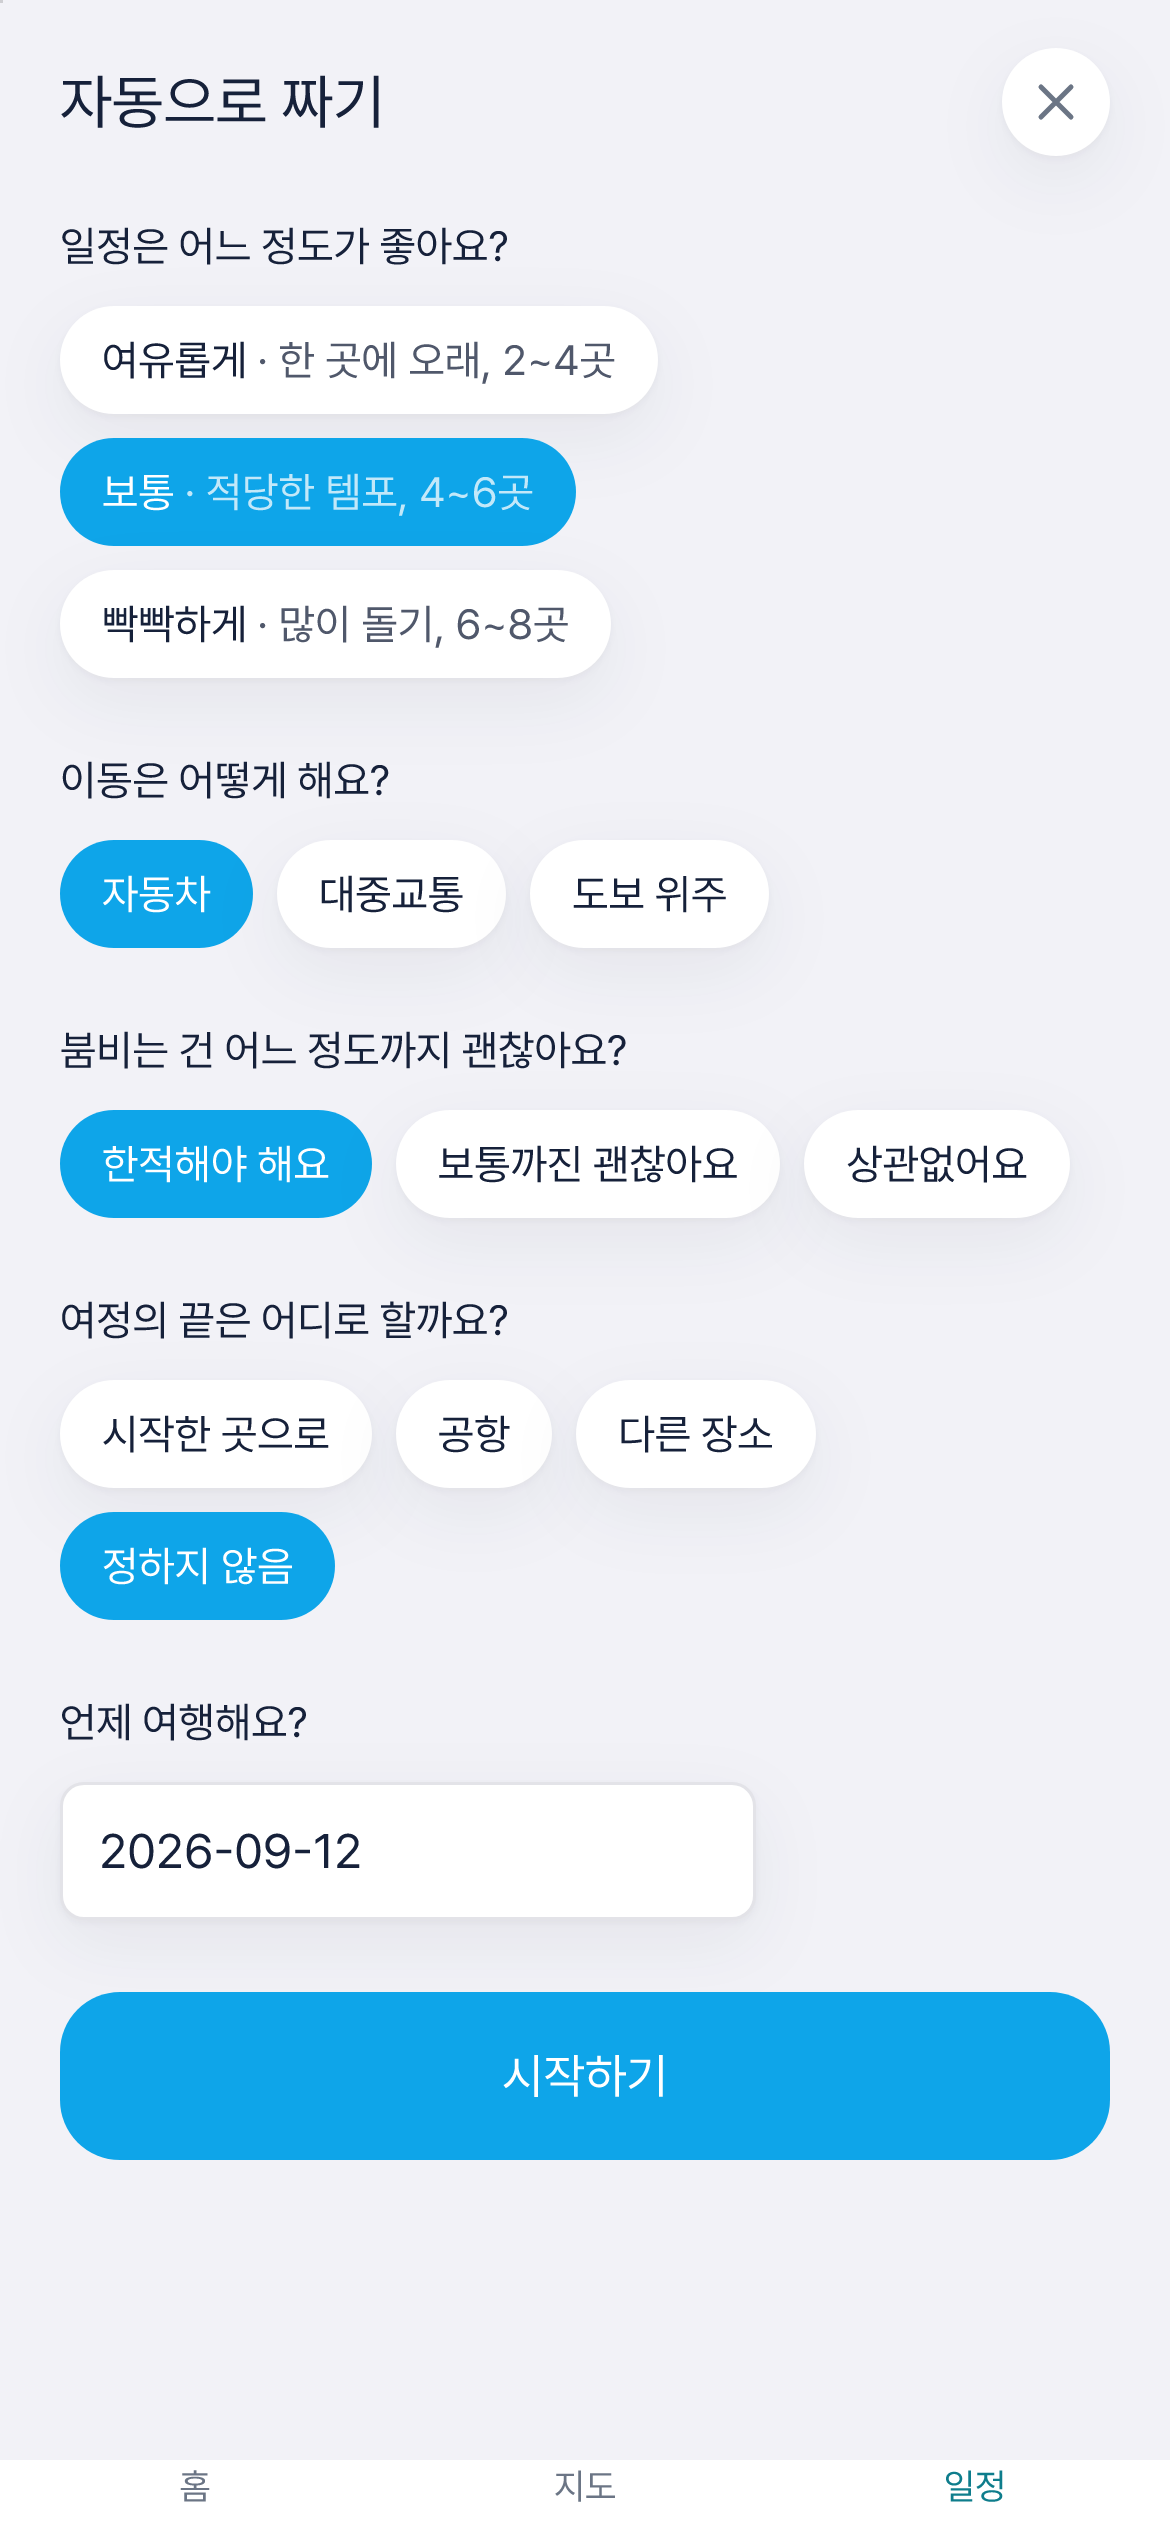 자동으로 짜기
일정은 어느 정도가 좋아요?
여유롭게 · 한 곳에 오래, 2~4곳
보통 · 적당한 템포, 4~6곳
빡빡하게 · 많이 돌기, 6~8곳
이동은 어떻게 해요?
자동차 대중교통 도보 위주
붐비는 건 어느 정도까지 괜찮아요?
한적해야 해요 보통까진 괜찮아요 상관없어요
여정의 끝은 어디로 할까요?
시작한 곳으로 공항 다른 장소
정하지 않음
언제 여행해요?
2026-09-12
시작하기
홈 지도 일정